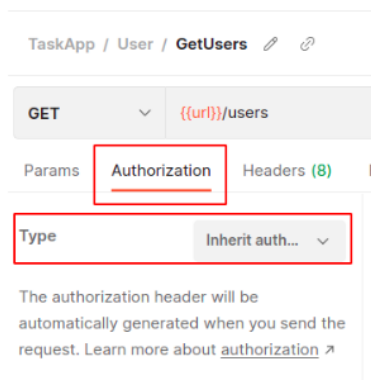 TaskApp / User / GetUsers
GET {{url}}/users
Params Authorization Headers (8)
Type Inherit auth...
The authorization header will be
automatically generated when you send the
request. Learn more about authorization ↗